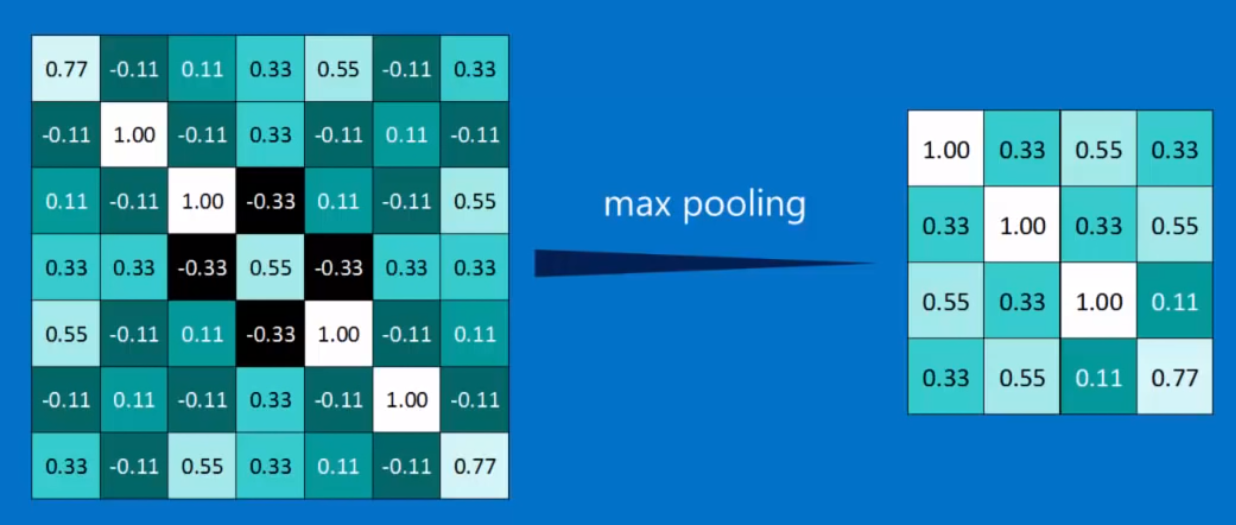 0.77 -0.11 0.11 0.33 0.55 -0.11 0.33
-0.11 1.00 -0.11 0.33 -0.11 0.11 -0.11
0.11 -0.11 1.00 -0.33 0.11 -0.11 0.55
0.33 0.33 -0.33 0.55 -0.33 0.33 0.33
0.55 -0.11 0.11 -0.33 1.00 -0.11 0.11
-0.11 0.11 -0.11 0.33 -0.11 1.00 -0.11
0.33 -0.11 0.55 0.33 0.11 -0.11 0.77
max pooling
1.00 0.33 0.55 0.33
0.33 1.00 0.33 0.55
0.55 0.33 1.00 0.11
0.33 0.55 0.11 0.77